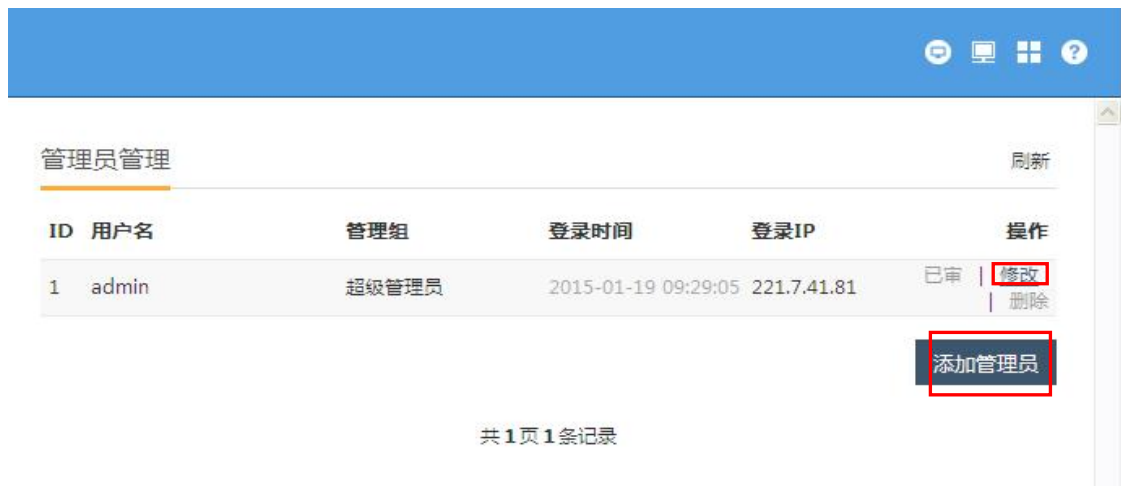 管理员管理 刷新
ID 用户名 管理组 登录时间 登录IP 操作
1 admin 超级管理员 2015-01-19 09:29:05 221.7.41.81 已审 | 修改
| 删除
添加管理员
共1页1条记录